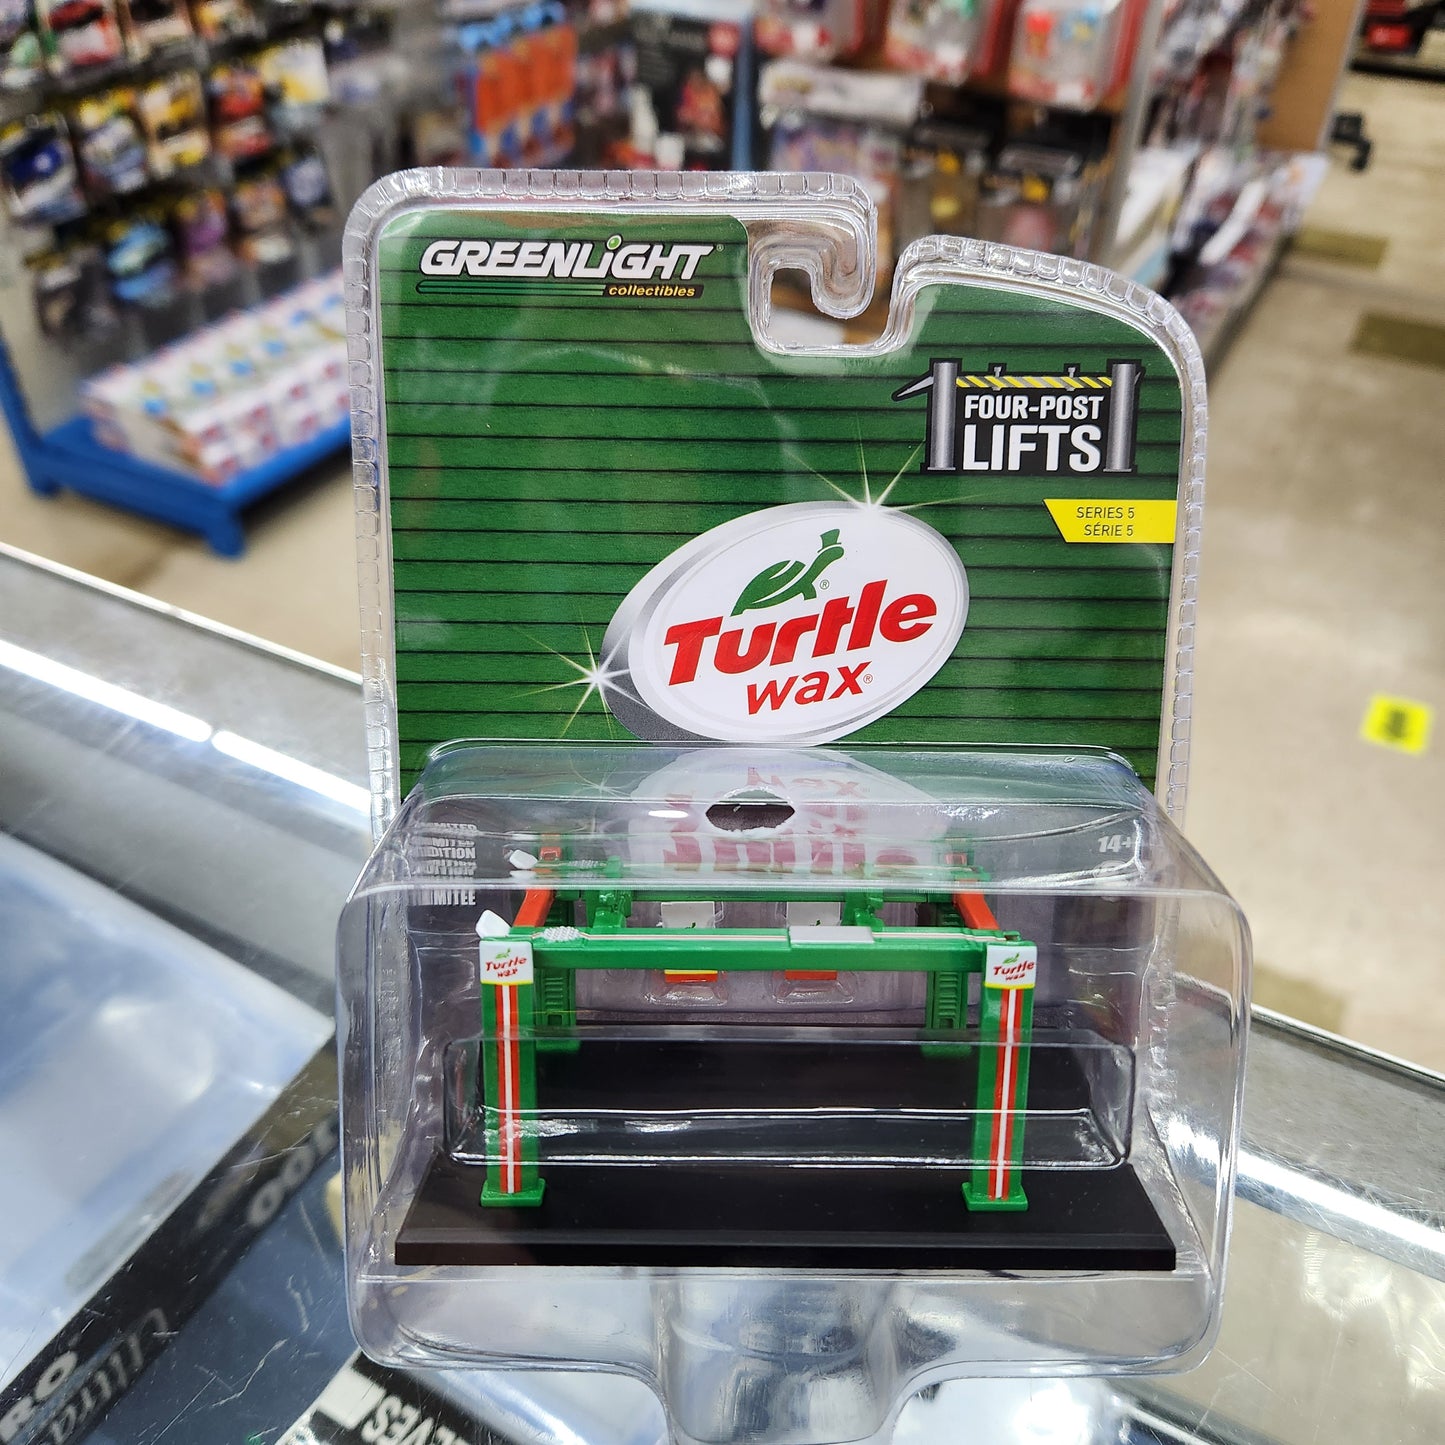 GREENLiGHT
collectibles
FOUR-POST
LIFTS
SERIES 5
SÉRIE 5
Turtle
wax®
14+
Turtle
wax
Turtle
wax